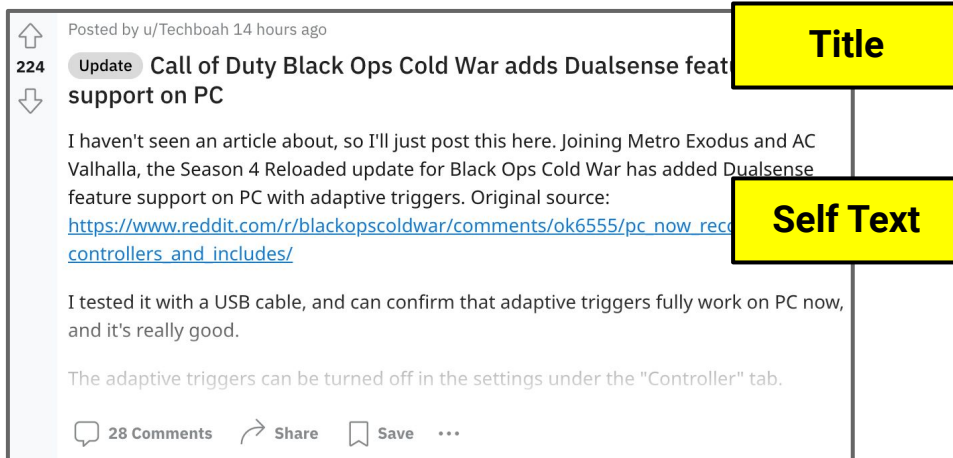 Posted by u/Techboah 14 hours ago
Title
224
Update Call of Duty Black Ops Cold War adds Dualsense
support on PC
I haven't seen an article about, so I'll just post this here. Joining Metro Exodus and AC
Valhalla, the Season 4 Reloaded update for Black Ops Cold War has added Dualsense
feature support on PC with adaptive triggers. Original source:
Self Text
https://www.reddit.com/r/blackopscoldwar/comments/ok6555/pc_now_
controllers_and_includes/
I tested it with a USB cable, and can confirm that adaptive triggers fully work on PC now,
and it's really good.
The adaptive triggers can be turned off in the settings under the "Controller" tab.
28 Comments Share Save ...